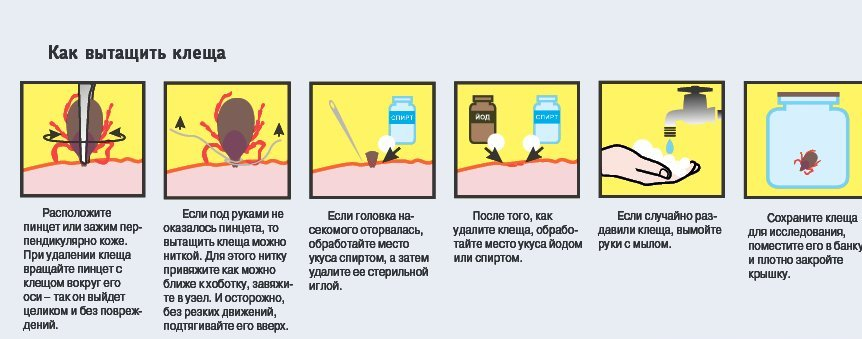 Как вытащить клеща
СПИРТ
ЙОД
СПИРТ
Расположите
пинцет или зажим пер-
пендикулярно коже.
При удалении клеща
вращайте пинцет с
клещом вокруг его
оси – так он выйдет
целиком и без повреж-
дений.
Если под руками не
оказалось пинцета, то
вытащить клеща можно
ниткой. Для этого нитку
привяжите как можно
ближе к хоботку, завяжи-
те в узел. И осторожно,
без резких движений,
подтягивайте его вверх.
Если головка на-
секомого оторвалась,
обработайте место
укуса спиртом, а затем
удалите ее стерильной
иглой.
После того, как
удалите клеща, обрабо-
тайте место укуса йодом
или спиртом.
Если случайно раз-
давили клеща, вымойте
руки с мылом.
Сохраните клеща
для исследования,
поместите его в банку
и плотно закройте
крышку.